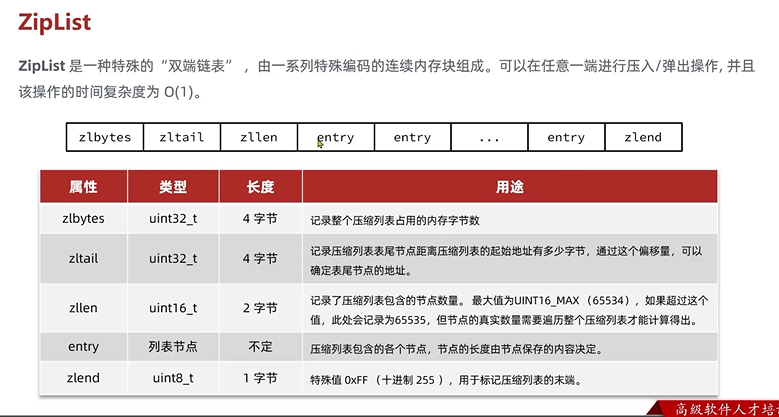 ZipList
ZipList 是一种特殊的“双端链表” ，由一系列特殊编码的连续内存块组成。可以在任意一端进行压入/弹出操作, 并且
该操作的时间复杂度为 O(1)。
zlbytes zltail zllen entry entry ... entry zlend
属性 类型 长度 用途
zlbytes uint32_t 4 字节 记录整个压缩列表占用的内存字节数
zltail uint32_t 4 字节 记录压缩列表表尾节点距离压缩列表的起始地址有多少字节，通过这个偏移量，可以
确定表尾节点的地址。
zllen uint16_t 2 字节 记录了压缩列表包含的节点数量。 最大值为UINT16_MAX （65534），如果超过这个
值，此处会记录为65535，但节点的真实数量需要遍历整个压缩列表才能计算得出。
entry 列表节点 不定 压缩列表包含的各个节点，节点的长度由节点保存的内容决定。
zlend uint8_t 1 字节 特殊值 0xFF （十进制 255 ），用于标记压缩列表的末端。
高级软件人才培